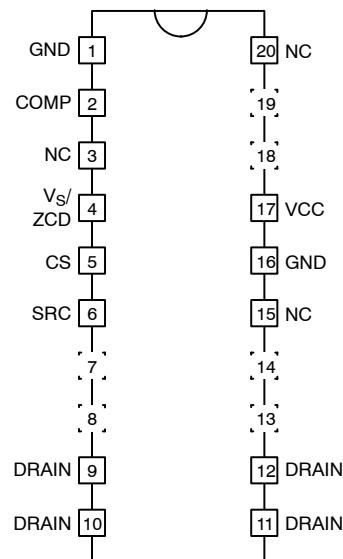 GND 1 20 NC
COMP 2 19
NC 3 18
VS/
ZCD 4 17 VCC
CS 5 16 GND
SRC 6 15 NC
7 14
8 13
DRAIN 9 12 DRAIN
DRAIN 10 11 DRAIN